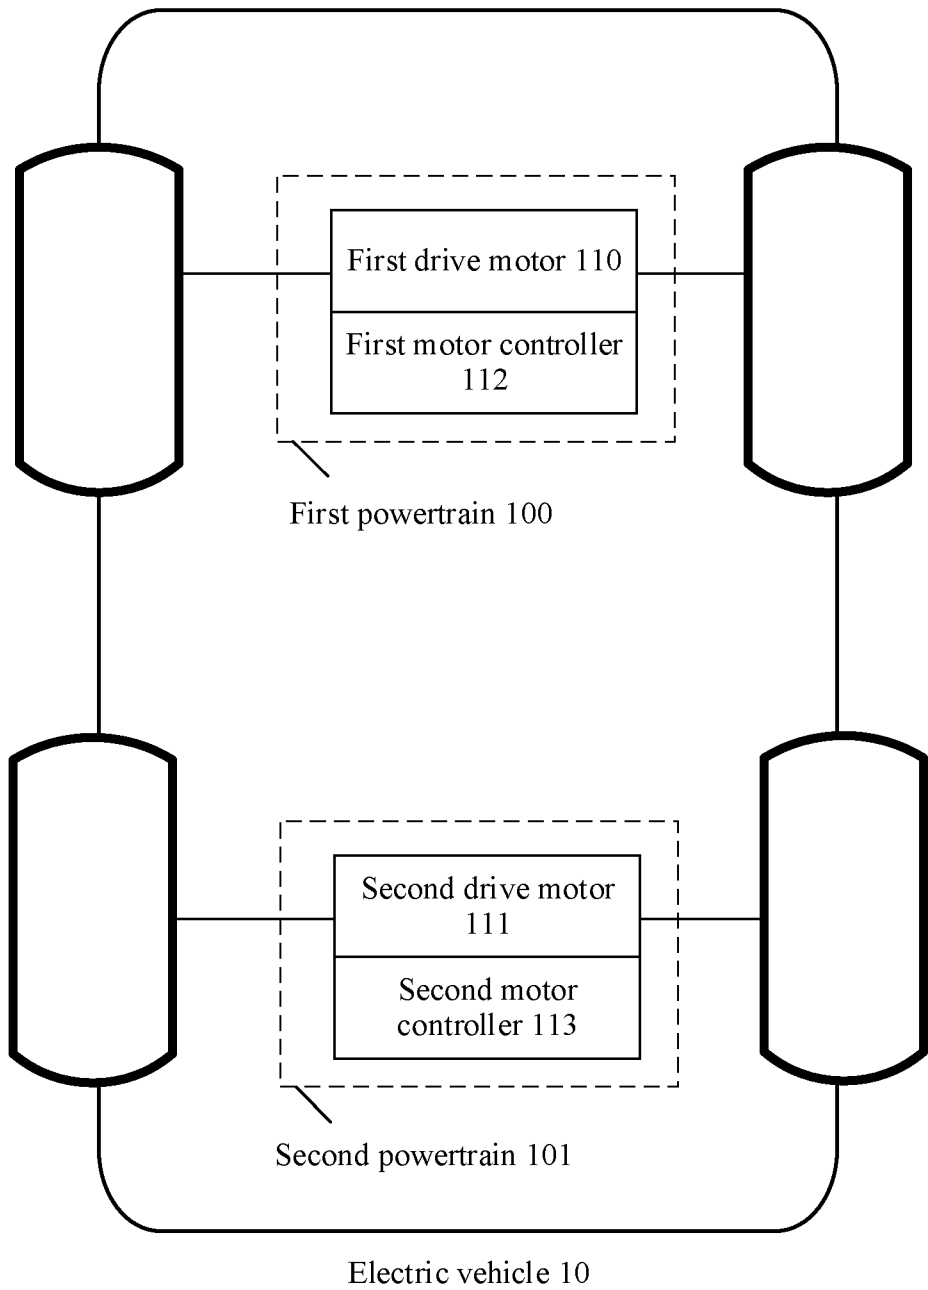 First drive motor 110
First motor controller
112
First powertrain 100
Second drive motor
111
Second motor
controller 113
Second powertrain 101
Electric vehicle 10